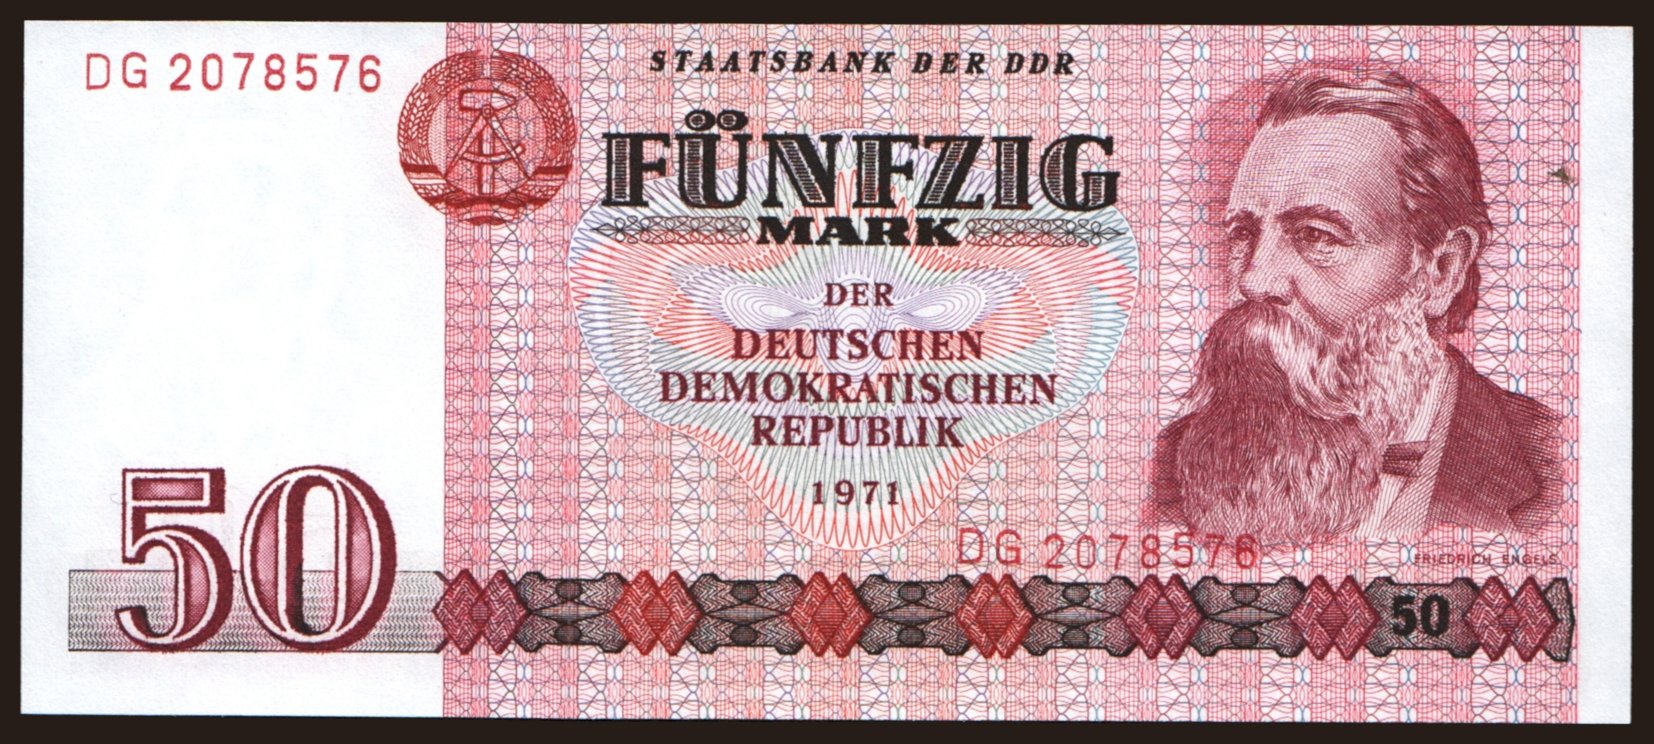 DG 2078576
STAATSBANK DER DDR
FÜNFZIG
MARK
DER
DEUTSCHEN
DEMOKRATISCHEN
REPUBLIK
1971
DG 2078576
FRIEDRICH ENGELS
50
50